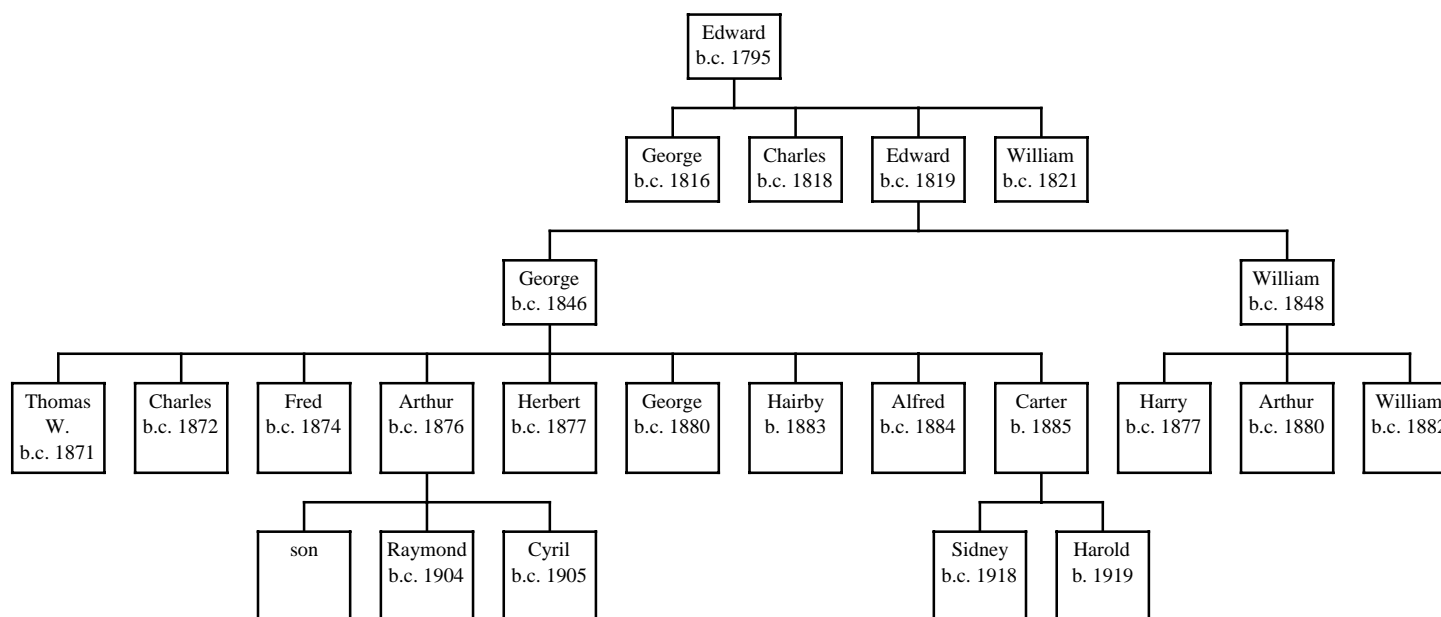 Edward
b.c. 1795
George
b.c. 1816
Charles
b.c. 1818
Edward
b.c. 1819
William
b.c. 1821
George
b.c. 1846
William
b.c. 1848
Thomas
W.
b.c. 1871
Charles
b.c. 1872
Fred
b.c. 1874
Arthur
b.c. 1876
Herbert
b.c. 1877
George
b.c. 1880
Hairby
b. 1883
Alfred
b.c. 1884
Carter
b. 1885
Harry
b.c. 1877
Arthur
b.c. 1880
William
b.c. 1882
son
Raymond
b.c. 1904
Cyril
b.c. 1905
Sidney
b.c. 1918
Harold
b. 1919